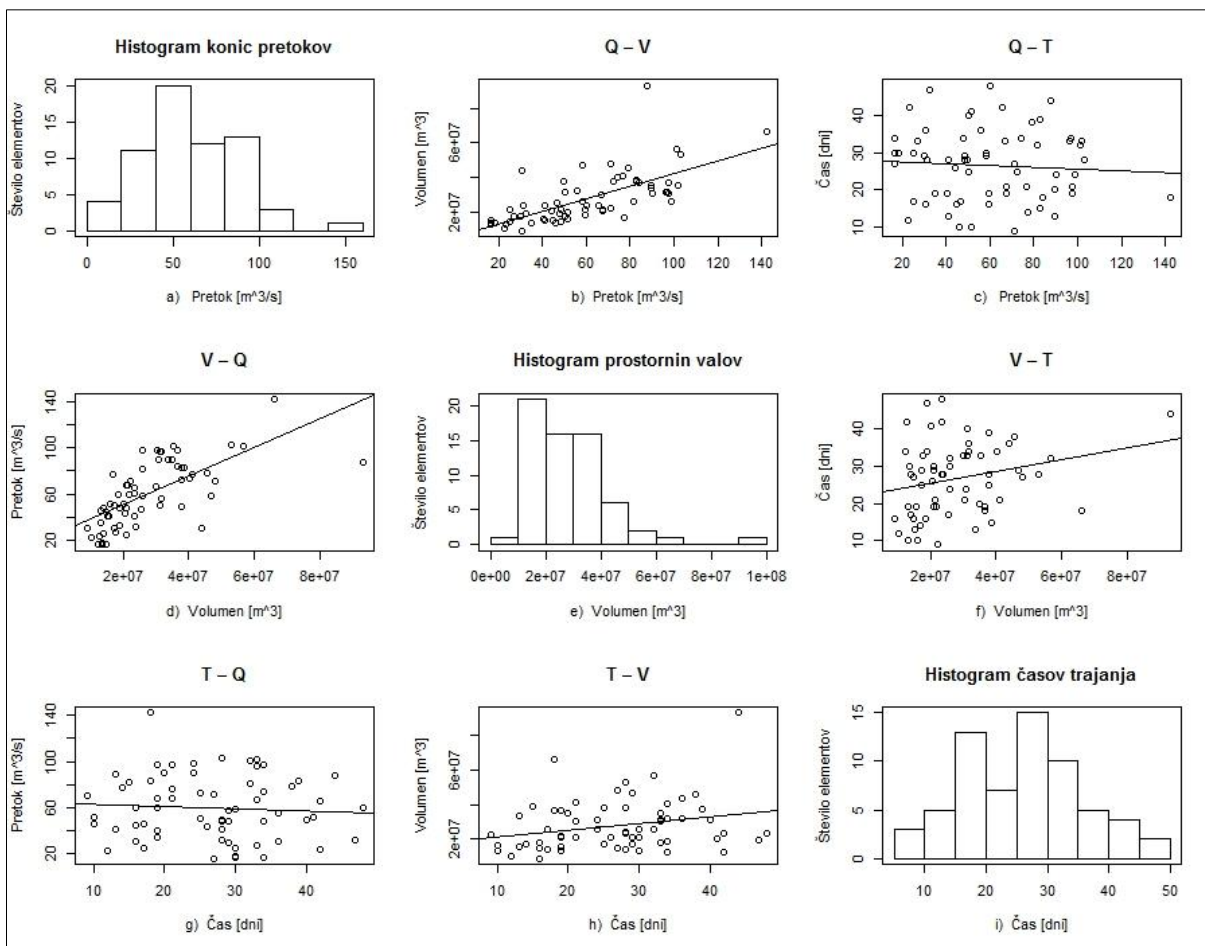 Histogram konic pretokov
Število elementov
20
15
10
5
0
0 50 100 150
a) Pretok [m^3/s]
Q – V
Volumen [m^3]
6e+07
2e+07
20 40 60 80 100 120 140
b) Pretok [m^3/s]
Q – T
Čas [dni]
40
30
20
10
20 40 60 80 100 120 140
c) Pretok [m^3/s]
V – Q
Pretok [m^3/s]
140
100
60
20
2e+07 4e+07 6e+07 8e+07
d) Volumen [m^3]
Histogram prostornin valov
Število elementov
20
15
10
5
0
0e+00 2e+07 4e+07 6e+07 8e+07 1e+08
e) Volumen [m^3]
V – T
Čas [dni]
40
30
20
10
2e+07 4e+07 6e+07 8e+07
f) Volumen [m^3]
T – Q
Pretok [m^3/s]
140
100
60
20
10 20 30 40
g) Čas [dni]
T – V
Volumen [m^3]
6e+07
2e+07
10 20 30 40
h) Čas [dni]
Histogram časov trajanja
Število elementov
15
10
5
0
10 20 30 40 50
i) Čas [dni]